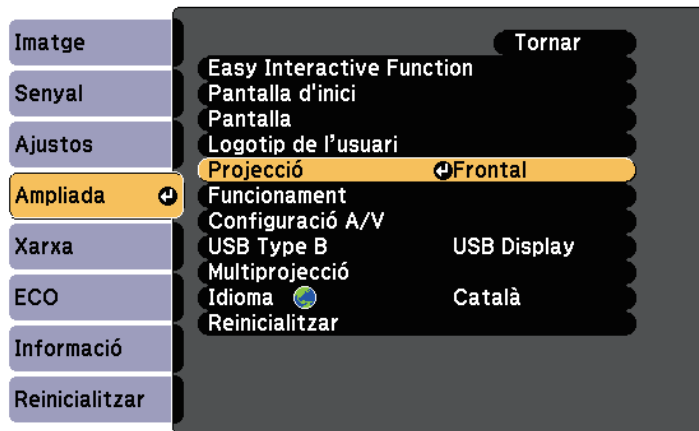 Imatge
Senyal
Ajustos
Ampliada
Xarxa
ECO
Informació
Reinicialitzar
Tornar
Easy Interactive Function
Pantalla d'inici
Pantalla
Logotip de l’usuari
Projecció Frontal
Funcionament
Configuració A/V
USB Type B USB Display
Multiprojecció
Idioma Català
Reinicialitzar